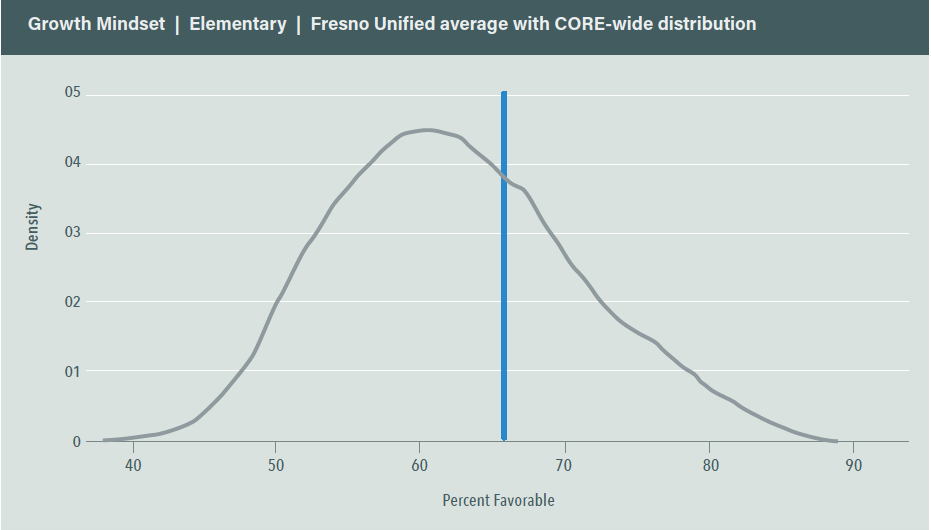 Growth Mindset | Elementary | Fresno Unified average with CORE-wide distribution
05
04
03
02
01
0
Density
40 50 60 70 80 90
Percent Favorable